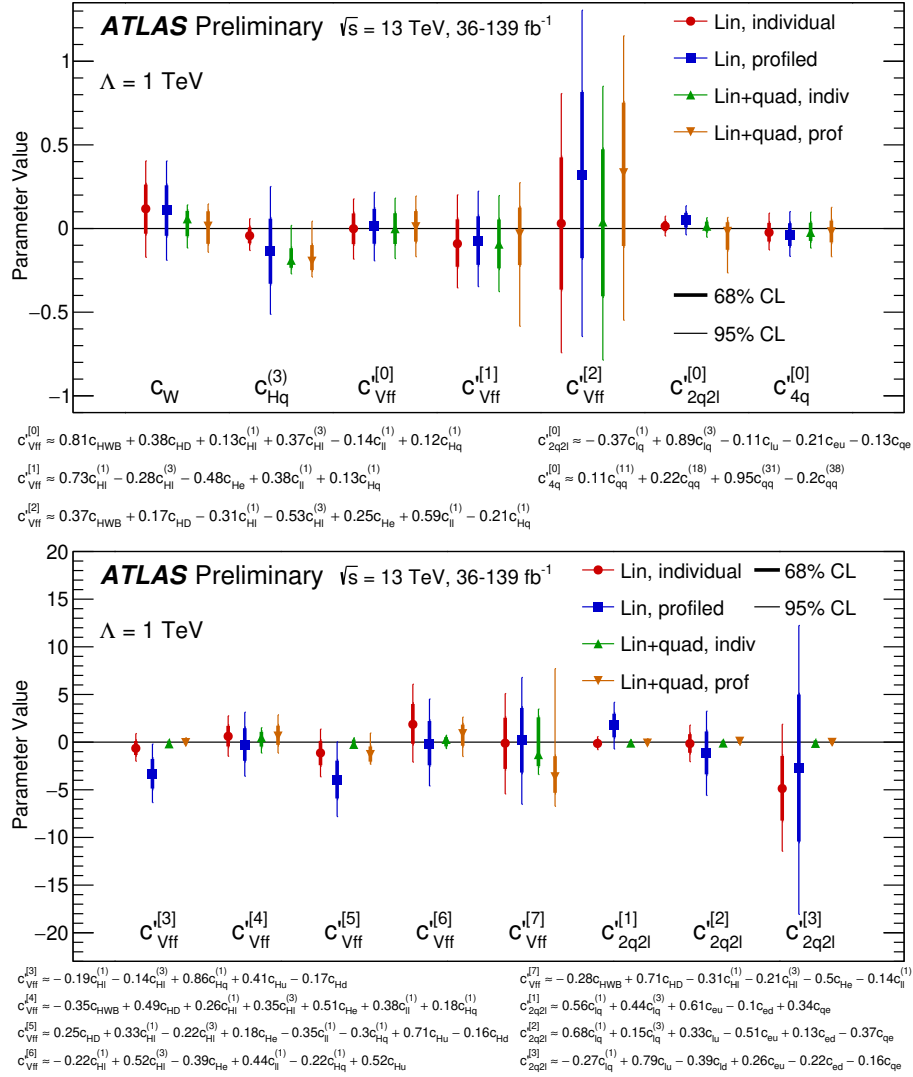 ATLAS Preliminary √s = 13 TeV, 36-139 fb⁻¹
Λ = 1 TeV
Lin, individual
Lin, profiled
Lin+quad, indiv
Lin+quad, prof
68% CL
95% CL
Parameter Value
1
0.5
0
−0.5
−1
c_W c_Hq^(3) c'_Vff^[0] c'_Vff^[1] c'_Vff^[2] c'_2q2l^[0] c'_4q^[0]
c'_Vff^[0] ≈ 0.81c_HWB + 0.38c_HD + 0.13c_Hl^(1) + 0.37c_Hl^(3) − 0.14c_ll^(1) + 0.12c_Hq^(1)
c'_2q2l^[0] ≈ −0.37c_lq^(1) + 0.89c_lq^(3) − 0.11c_lu − 0.21c_eu − 0.13c_qe
c'_Vff^[1] ≈ 0.73c_Hl^(1) − 0.28c_Hl^(3) − 0.48c_He + 0.38c_ll^(1) + 0.13c_Hq^(1)
c'_4q^[0] ≈ 0.11c_qq^(11) + 0.22c_qq^(18) + 0.95c_qq^(31) − 0.2c_qq^(38)
c'_Vff^[2] ≈ 0.37c_HWB + 0.17c_HD − 0.31c_Hl^(1) − 0.53c_Hl^(3) + 0.25c_He + 0.59c_ll^(1) − 0.21c_Hq^(1)
ATLAS Preliminary √s = 13 TeV, 36-139 fb⁻¹
Λ = 1 TeV
Lin, individual
Lin, profiled
Lin+quad, indiv
Lin+quad, prof
68% CL
95% CL
Parameter Value
20
15
10
5
0
−5
−10
−15
−20
c'_Vff^[3] c'_Vff^[4] c'_Vff^[5] c'_Vff^[6] c'_Vff^[7] c'_2q2l^[1] c'_2q2l^[2] c'_2q2l^[3]
c'_Vff^[3] ≈ −0.19c_Hl^(1) − 0.14c_Hl^(3) + 0.86c_Hq^(1) + 0.41c_Hu − 0.17c_Hd
c'_Vff^[7] ≈ −0.28c_HWB + 0.71c_HD − 0.31c_Hl^(1) − 0.21c_Hl^(3) − 0.5c_He − 0.14c_ll^(1)
c'_Vff^[4] ≈ −0.35c_HWB + 0.49c_HD + 0.26c_Hl^(1) + 0.35c_Hl^(3) + 0.51c_He + 0.38c_ll^(1) + 0.18c_Hq^(1)
c'_2q2l^[1] ≈ 0.56c_lq^(1) + 0.44c_lq^(3) + 0.61c_eu − 0.1c_ed + 0.34c_qe
c'_Vff^[5] ≈ 0.25c_HD + 0.33c_Hl^(1) − 0.22c_Hl^(3) + 0.18c_He − 0.35c_ll^(1) − 0.3c_Hq^(1) + 0.71c_Hu − 0.16c_Hd
c'_2q2l^[2] ≈ 0.68c_lq^(1) + 0.15c_lq^(3) + 0.33c_lu − 0.51c_eu + 0.13c_ed − 0.37c_qe
c'_Vff^[6] ≈ −0.22c_Hl^(1) + 0.52c_Hl^(3) − 0.39c_He + 0.44c_ll^(1) − 0.22c_Hq^(1) + 0.52c_Hu
c'_2q2l^[3] ≈ −0.27c_lq^(1) + 0.79c_lu − 0.39c_ld + 0.26c_eu − 0.22c_ed − 0.16c_qe